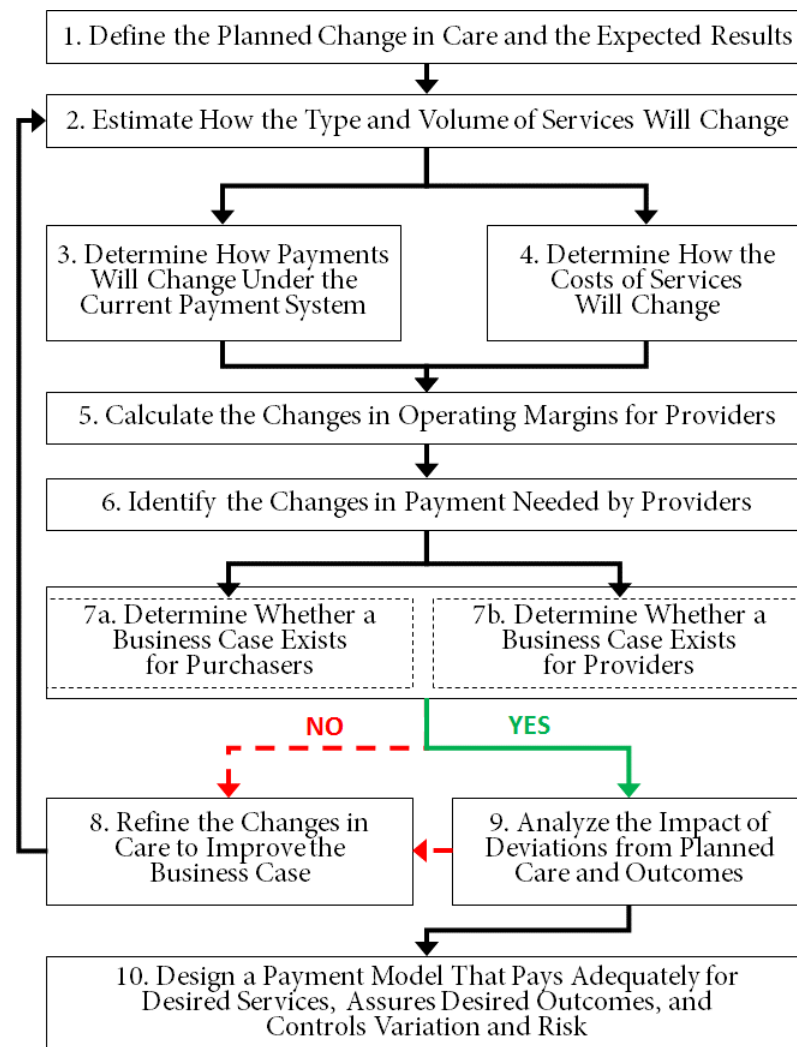 1. Define the Planned Change in Care and the Expected Results
2. Estimate How the Type and Volume of Services Will Change
3. Determine How Payments
Will Change Under the
Current Payment System
4. Determine How the
Costs of Services
Will Change
5. Calculate the Changes in Operating Margins for Providers
6. Identify the Changes in Payment Needed by Providers
7a. Determine Whether a
Business Case Exists
for Purchasers
7b. Determine Whether a
Business Case Exists
for Providers
NO
YES
8. Refine the Changes in
Care to Improve the
Business Case
9. Analyze the Impact of
Deviations from Planned
Care and Outcomes
10. Design a Payment Model That Pays Adequately for
Desired Services, Assures Desired Outcomes, and
Controls Variation and Risk